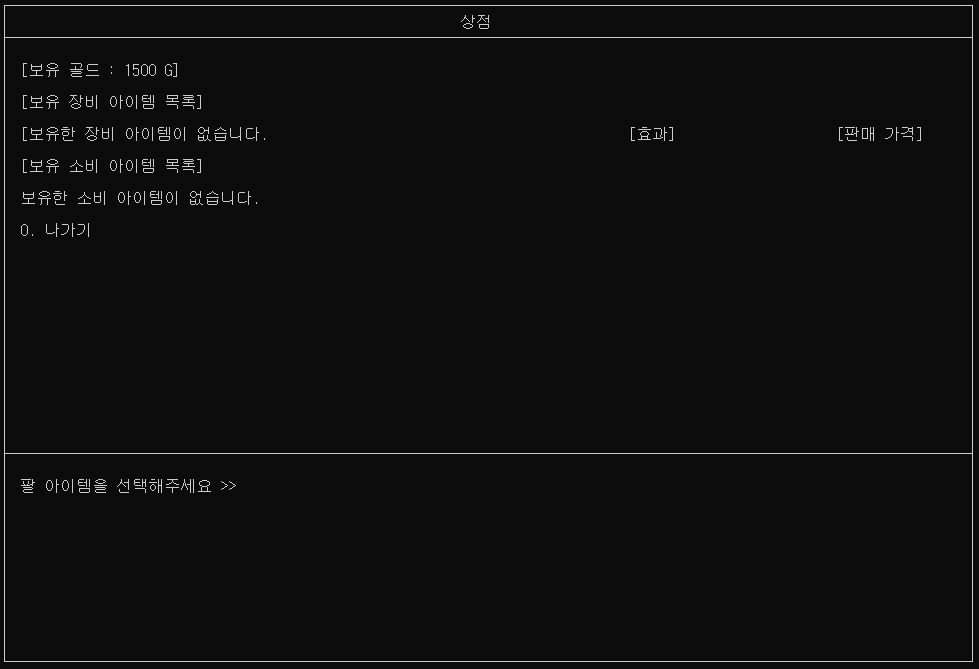 상점
[보유 골드 : 1500 G]
[보유 장비 아이템 목록]
[보유한 장비 아이템이 없습니다. [효과] [판매 가격]
[보유 소비 아이템 목록]
보유한 소비 아이템이 없습니다.
0. 나가기
팔 아이템을 선택해주세요 >>